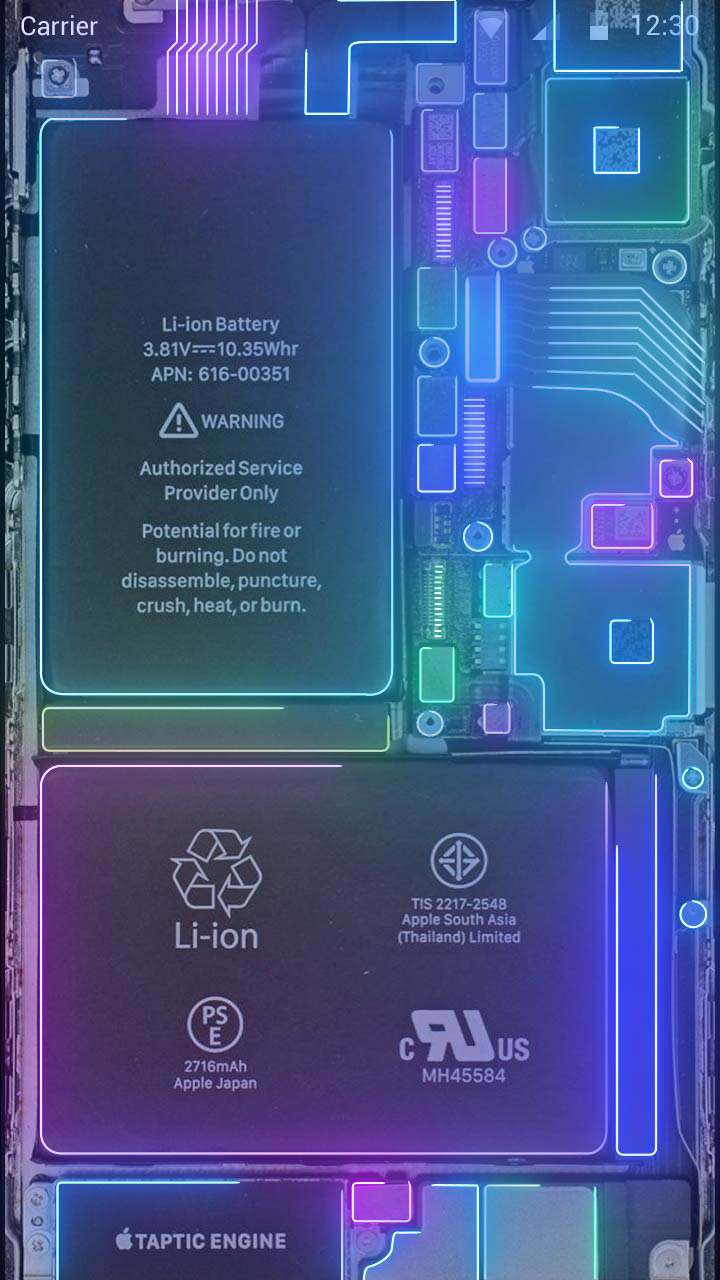 Carrier
12:30
Li-ion Battery
3.81V⎓10.35Whr
APN: 616-00351
WARNING
Authorized Service
Provider Only
Potential for fire or
burning. Do not
disassemble, puncture,
crush, heat, or burn.
Li-ion
TIS 2217-2548
Apple South Asia
(Thailand) Limited
PS
E
2716mAh
Apple Japan
c RU US
MH45584
TAPTIC ENGINE